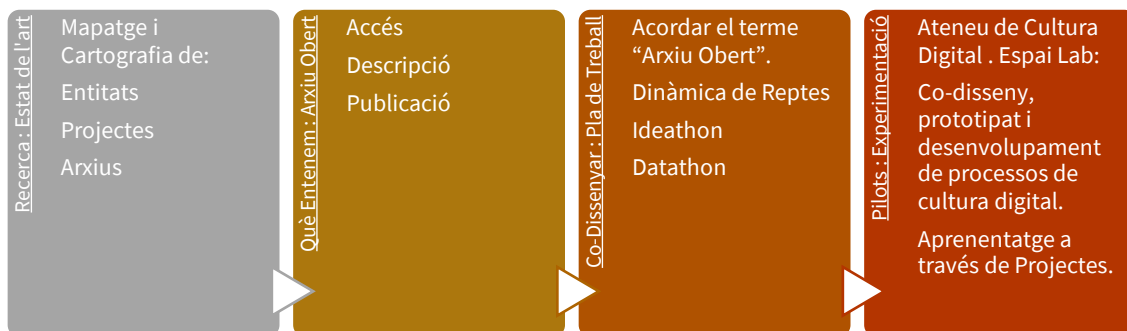 Recerca : Estat de l'art
Mapatge i
Cartografia de:
Entitats
Projectes
Arxius
Què Entenem : Arxiu Obert
Accés
Descripció
Publicació
Co-Dissenyar : Pla de Treball
Acordar el terme
“Arxiu Obert”.
Dinàmica de Reptes
Ideathon
Datathon
Pilots : Experimentació
Ateneu de Cultura
Digital . Espai Lab:
Co-disseny,
prototipat i
desenvolupament
de processos de
cultura digital.
Aprenentatge a
través de Projectes.